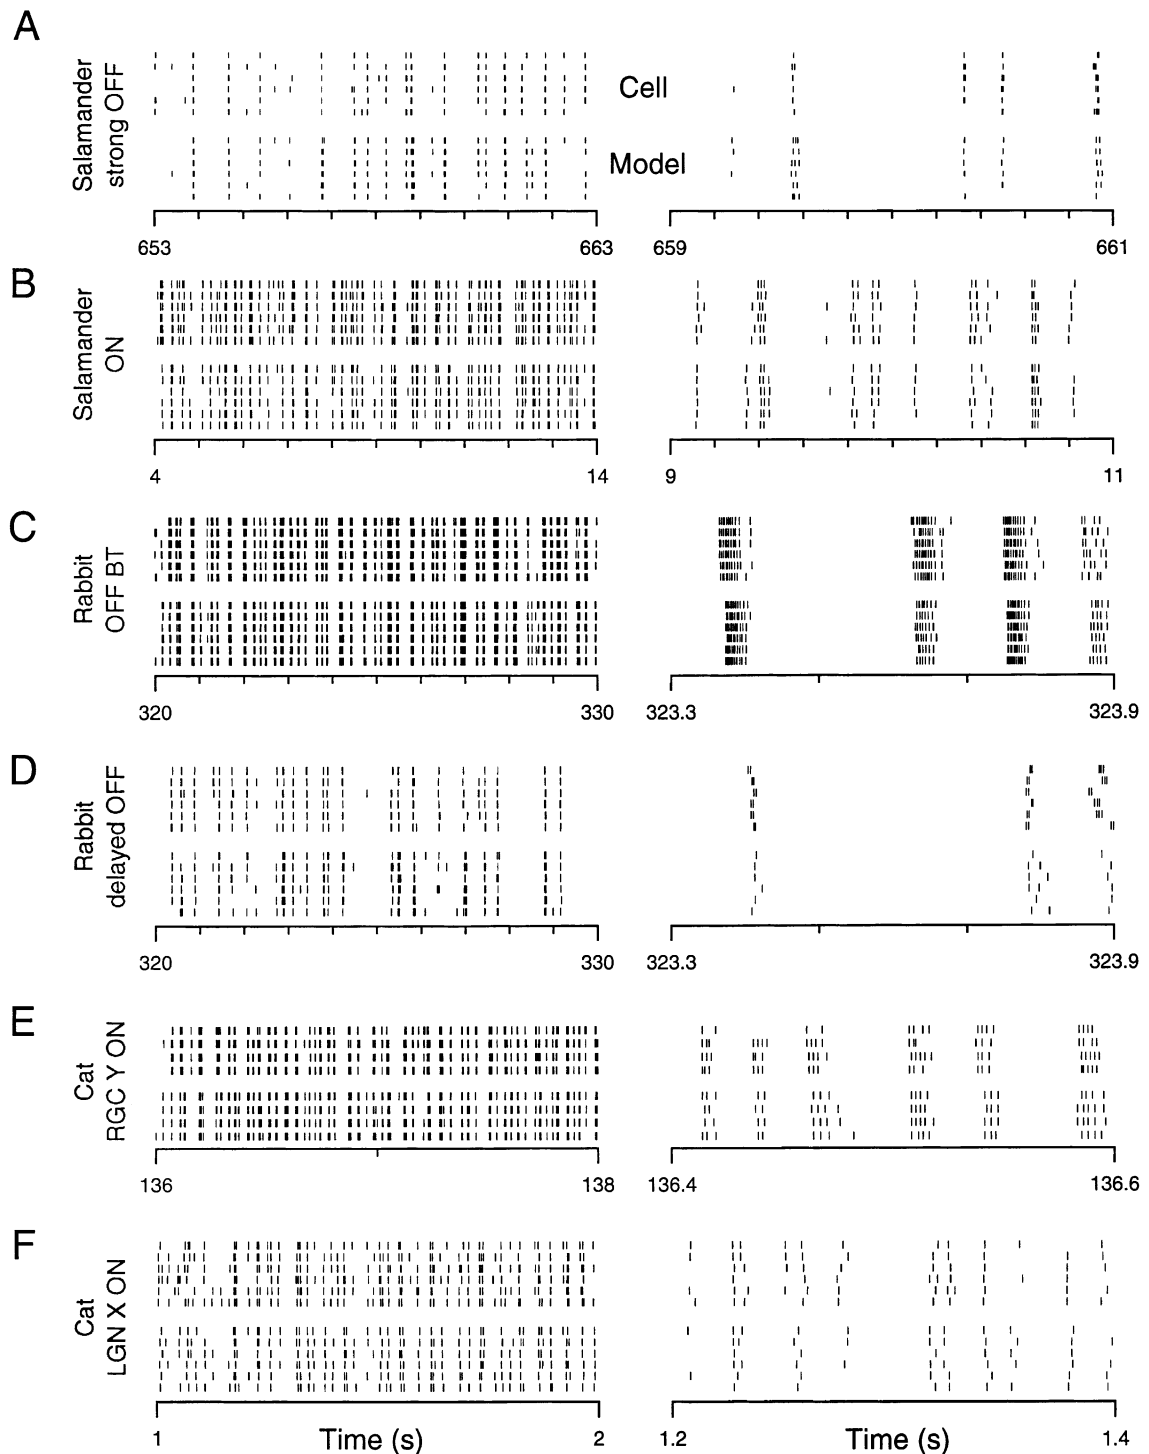 A
Salamander
strong OFF
Cell
Model
653
663
659
661
B
Salamander
ON
4
14
9
11
C
Rabbit
OFF BT
320
330
323.3
323.9
D
Rabbit
delayed OFF
320
330
323.3
323.9
E
Cat
RGC Y ON
136
138
136.4
136.6
F
Cat
LGN X ON
1
Time (s)
2
1.2
Time (s)
1.4